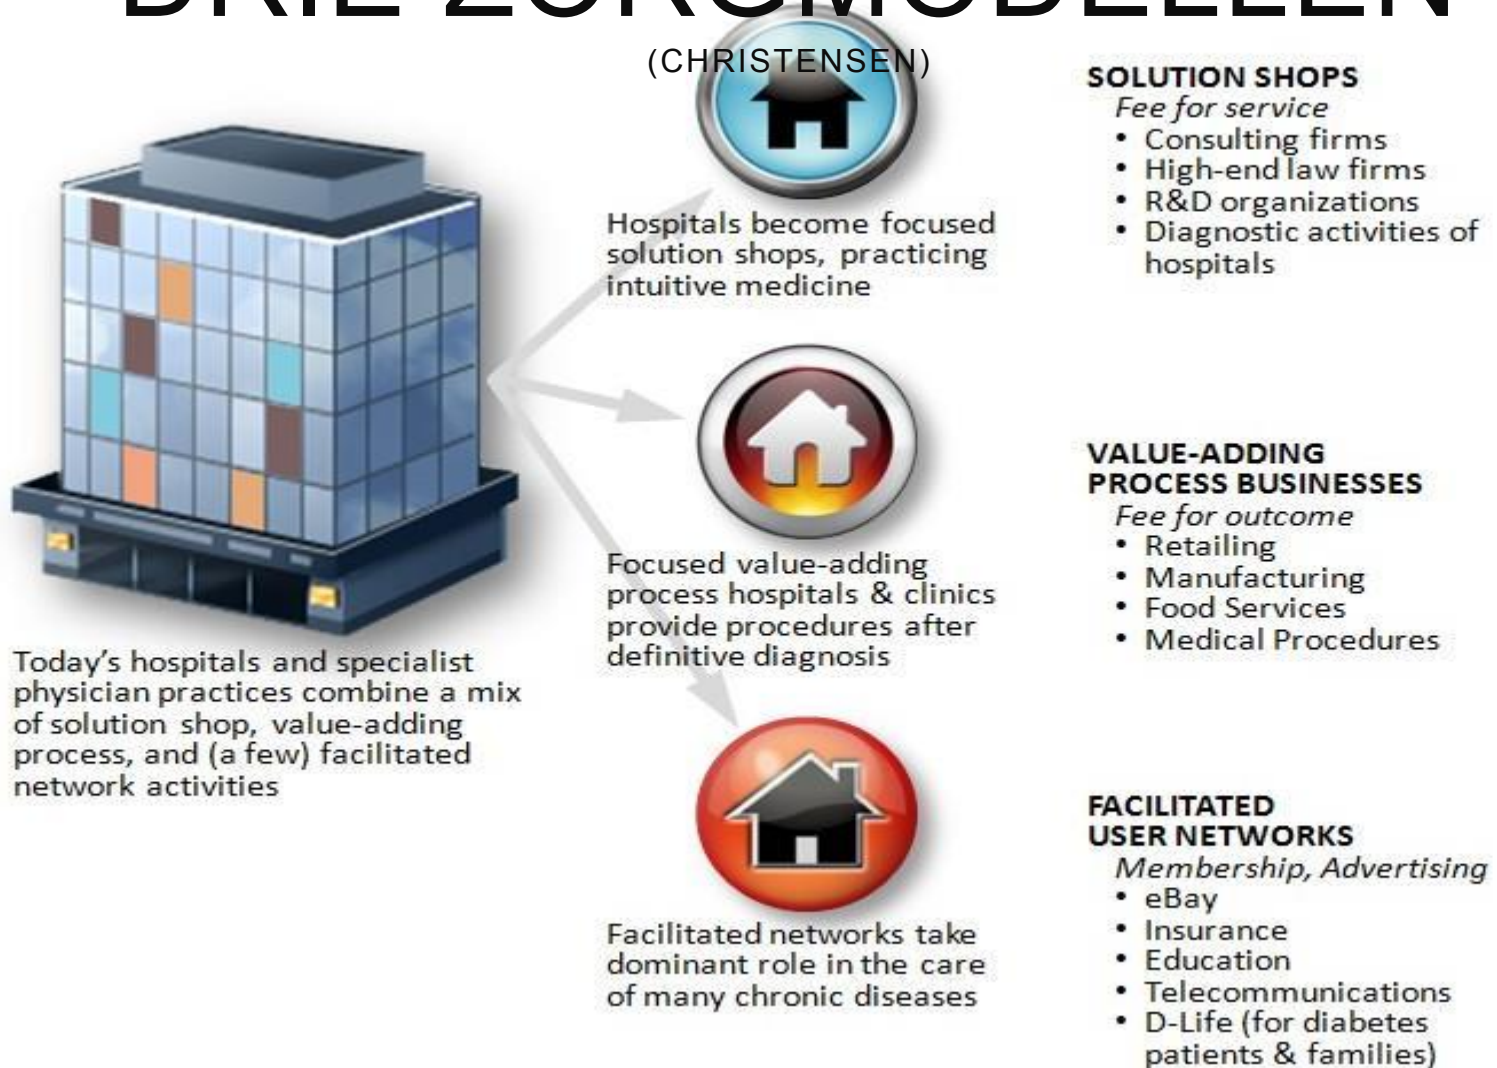 DRIE ZORGMODELLEN
(CHRISTENSEN)
Today's hospitals and specialist
physician practices combine a mix
of solution shop, value-adding
process, and (a few) facilitated
network activities
Hospitals become focused
solution shops, practicing
intuitive medicine
SOLUTION SHOPS
Fee for service
• Consulting firms
• High-end law firms
• R&D organizations
• Diagnostic activities of
hospitals
Focused value-adding
process hospitals & clinics
provide procedures after
definitive diagnosis
VALUE-ADDING
PROCESS BUSINESSES
Fee for outcome
• Retailing
• Manufacturing
• Food Services
• Medical Procedures
Facilitated networks take
dominant role in the care
of many chronic diseases
FACILITATED
USER NETWORKS
Membership, Advertising
• eBay
• Insurance
• Education
• Telecommunications
• D-Life (for diabetes
patients & families)